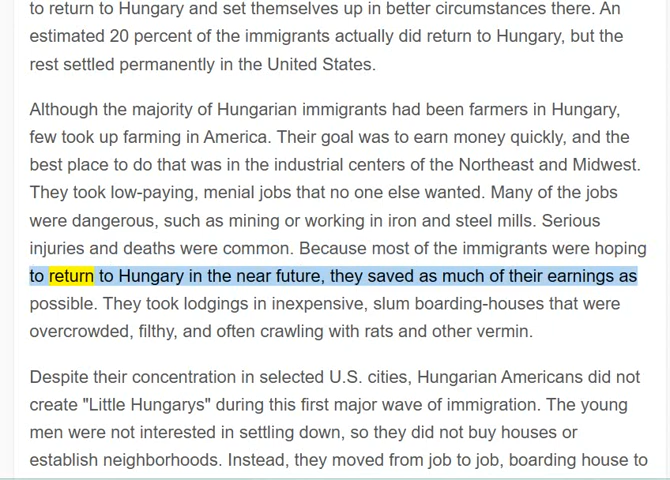 to return to Hungary and set themselves up in better circumstances there. An
estimated 20 percent of the immigrants actually did return to Hungary, but the
rest settled permanently in the United States.
Although the majority of Hungarian immigrants had been farmers in Hungary,
few took up farming in America. Their goal was to earn money quickly, and the
best place to do that was in the industrial centers of the Northeast and Midwest.
They took low-paying, menial jobs that no one else wanted. Many of the jobs
were dangerous, such as mining or working in iron and steel mills. Serious
injuries and deaths were common. Because most of the immigrants were hoping
to return to Hungary in the near future, they saved as much of their earnings as
possible. They took lodgings in inexpensive, slum boarding-houses that were
overcrowded, filthy, and often crawling with rats and other vermin.
Despite their concentration in selected U.S. cities, Hungarian Americans did not
create "Little Hungarys" during this first major wave of immigration. The young
men were not interested in settling down, so they did not buy houses or
establish neighborhoods. Instead, they moved from job to job, boarding house to